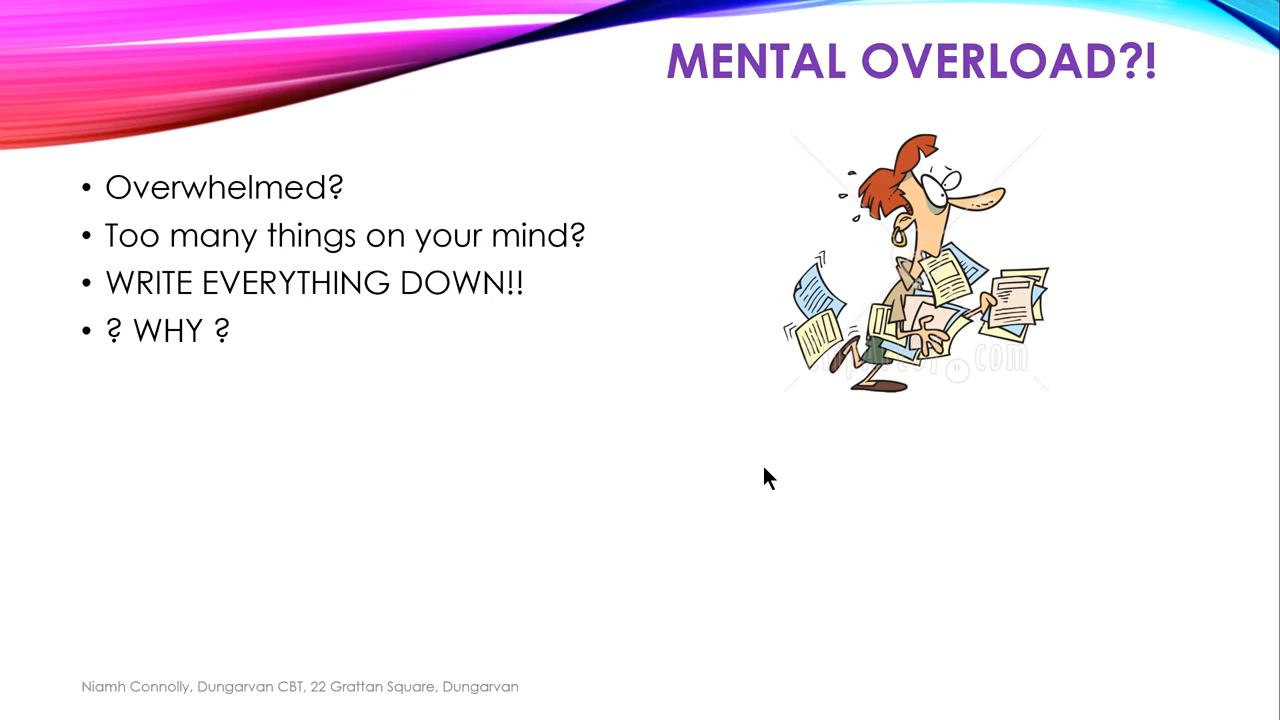 MENTAL OVERLOAD?!
• Overwhelmed?
• Too many things on your mind?
• WRITE EVERYTHING DOWN!!
• ? WHY ?
Niamh Connolly, Dungarvan CBT, 22 Grattan Square, Dungarvan